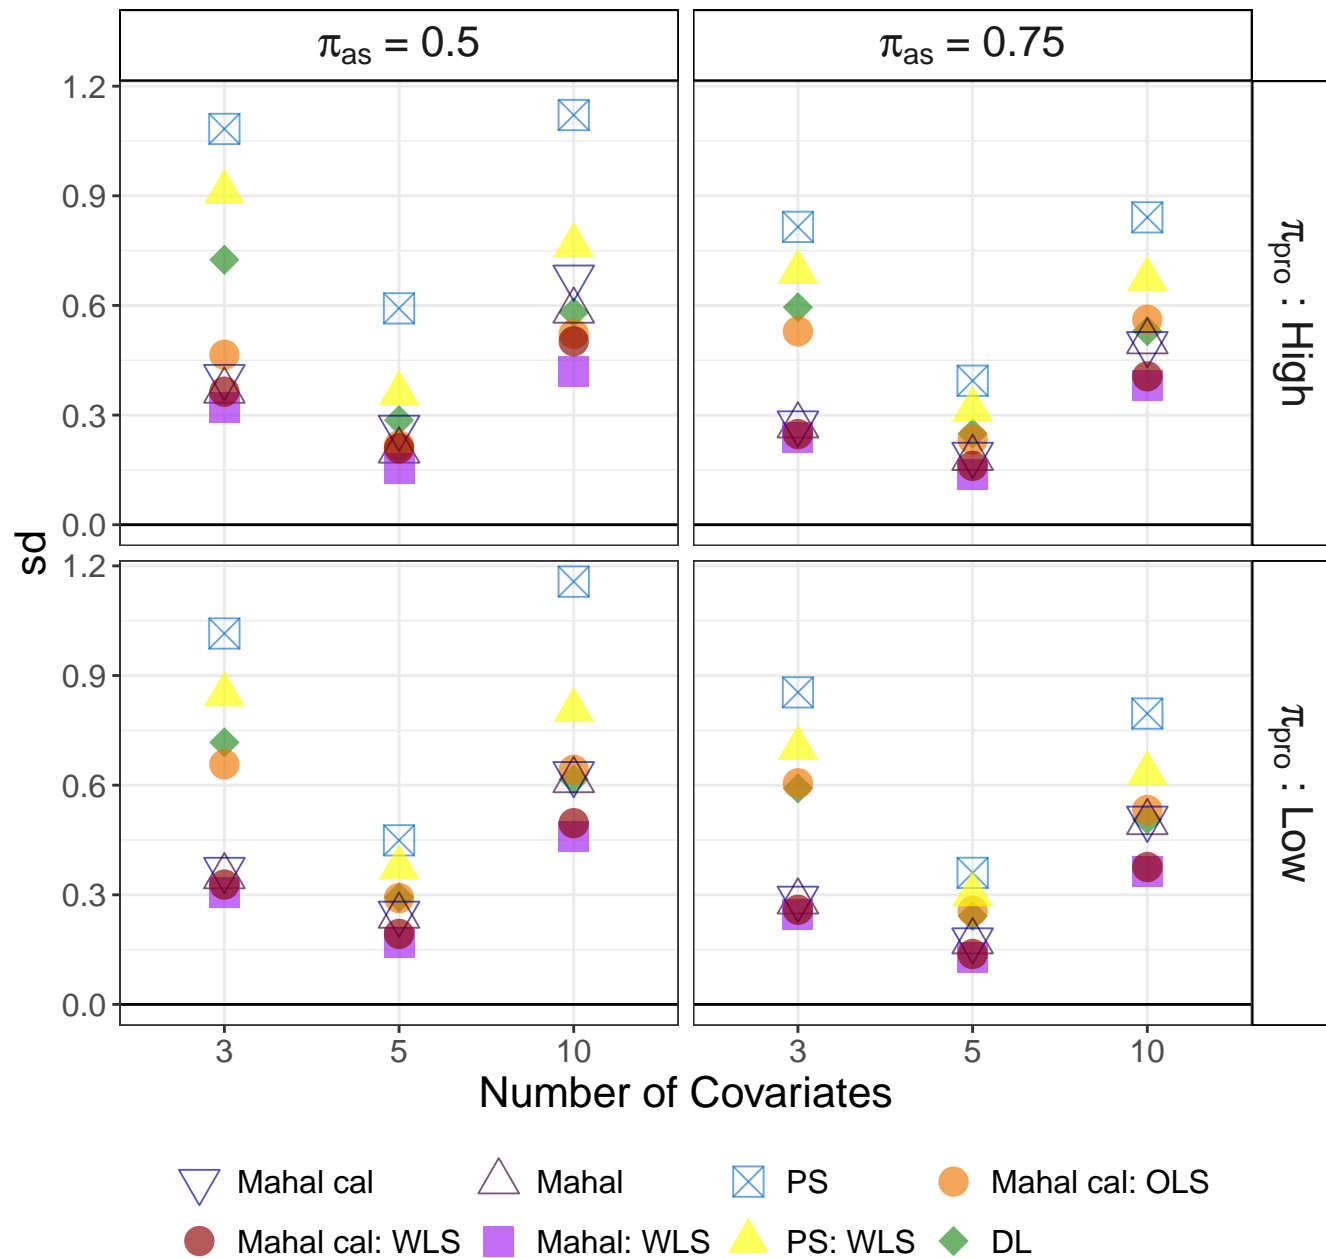 π_as = 0.5
π_as = 0.75
1.2
0.9
0.6
0.3
0.0
π_pro : High
sd
1.2
0.9
0.6
0.3
0.0
π_pro : Low
3 5 10 3 5 10
Number of Covariates
Mahal cal Mahal PS Mahal cal: OLS
Mahal cal: WLS Mahal: WLS PS: WLS DL